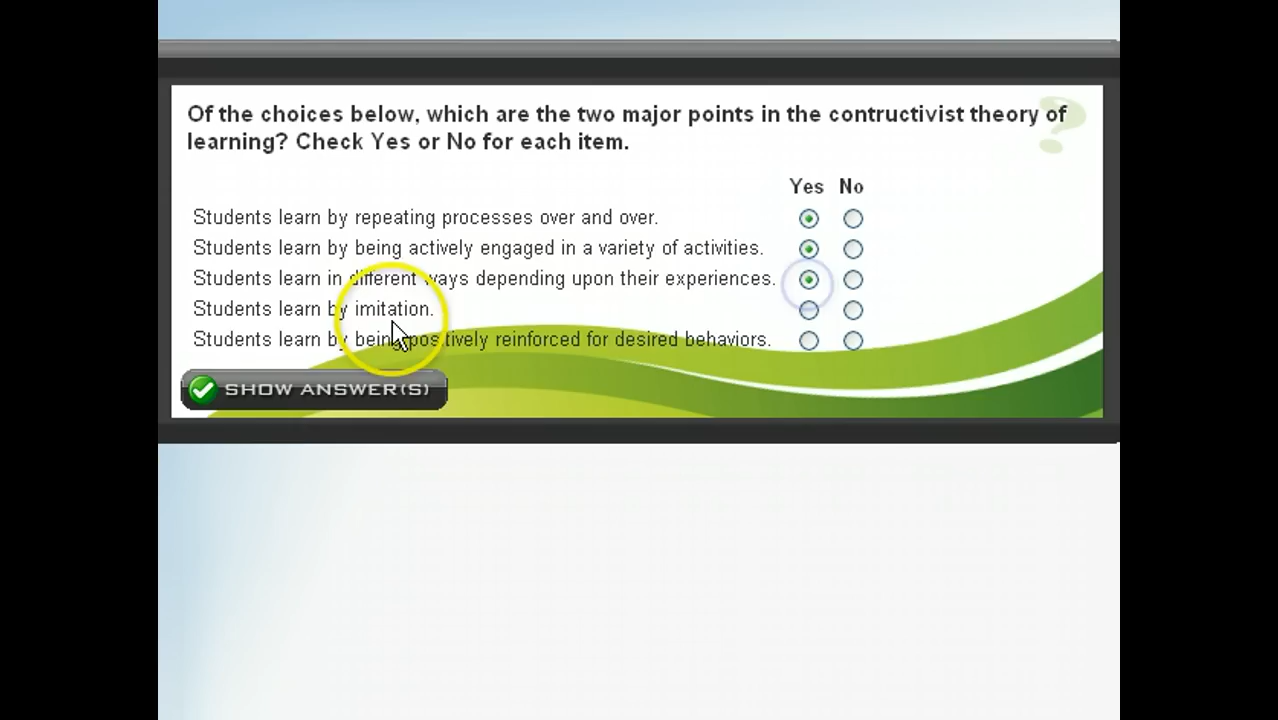 Of the choices below, which are the two major points in the contructivist theory of
learning? Check Yes or No for each item.
Yes No
Students learn by repeating processes over and over.
Students learn by being actively engaged in a variety of activities.
Students learn in different ways depending upon their experiences.
Students learn by imitation.
Students learn by being positively reinforced for desired behaviors.
SHOW ANSWER(S)